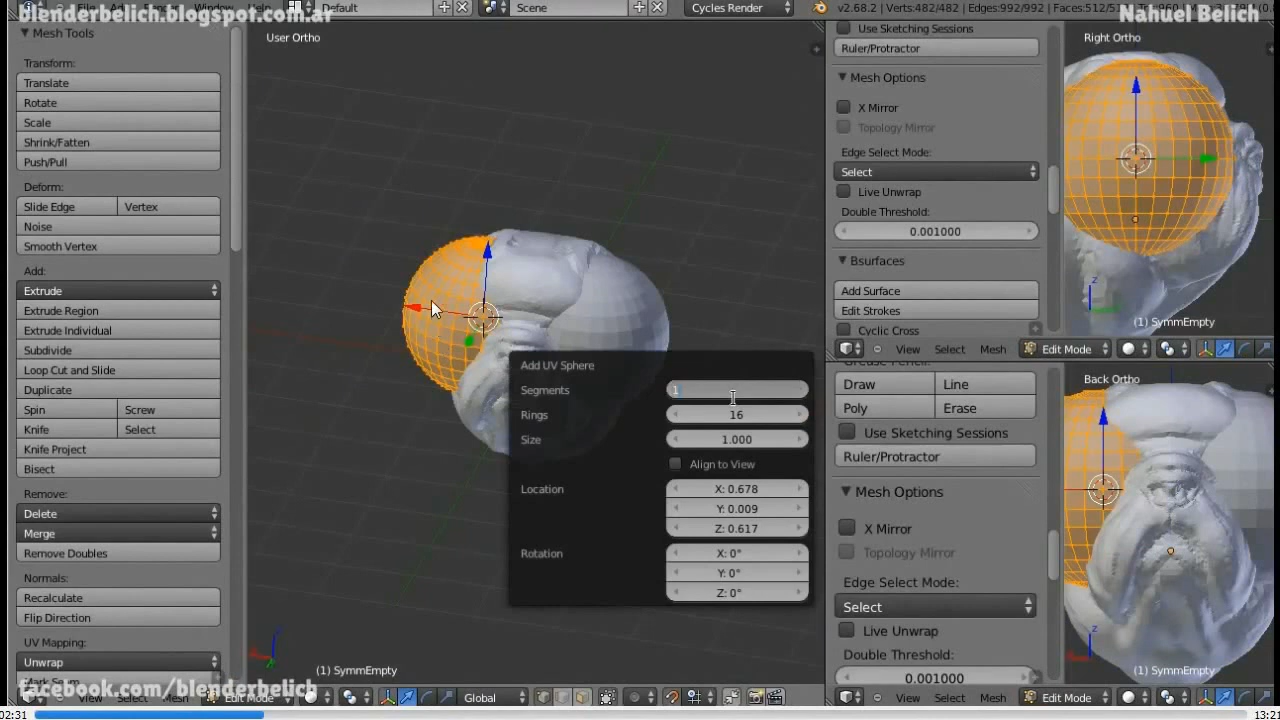 Window Help
Default
Scene
Cycles Render
v2.68.2 | Verts:482/482 | Edges:992/992 | Faces:512/51
blenderbelich.blogspot.com.ar
Nahuel Belich
Mesh Tools
Transform:
Translate
Rotate
Scale
Shrink/Fatten
Push/Pull
Deform:
Slide Edge Vertex
Noise
Smooth Vertex
Add:
Extrude
Extrude Region
Extrude Individual
Subdivide
Loop Cut and Slide
Duplicate
Spin Screw
Knife Select
Knife Project
Bisect
Remove:
Delete
Merge
Remove Doubles
Normals:
Recalculate
Flip Direction
UV Mapping:
Unwrap
Mark Seam
facebook.com/blenderbelich
User Ortho
Add UV Sphere
Segments 1
Rings 16
Size 1.000
Align to View
Location X: 0.678
Y: 0.009
Z: 0.617
Rotation X: 0°
Y: 0°
Z: 0°
(1) SymmEmpty
View Select Mesh Edit Mode Global
Use Sketching Sessions
Ruler/Protractor
Mesh Options
X Mirror
Topology Mirror
Edge Select Mode:
Select
Live Unwrap
Double Threshold:
0.001000
Bsurfaces
Add Surface
Edit Strokes
Cyclic Cross
Right Ortho
z
(1) SymmEmpty
View Select Mesh Edit Mode
Grease Pencil:
Draw Line
Poly Erase
Use Sketching Sessions
Ruler/Protractor
Mesh Options
X Mirror
Topology Mirror
Edge Select Mode:
Select
Live Unwrap
Double Threshold:
0.001000
Back Ortho
z
(1) SymmEmpty
View Select Mesh Edit Mode
02:31
13:21